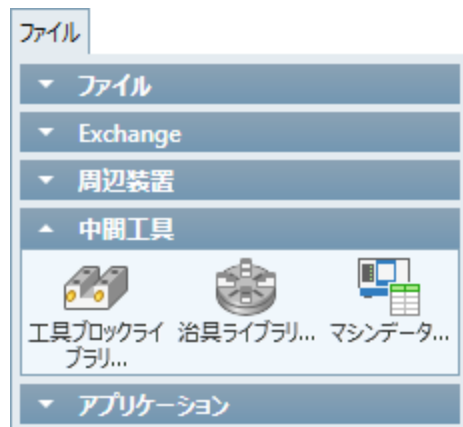 ファイル
ファイル
Exchange
周辺装置
中間工具
工具ブロックライ
ブラリ...
治具ライブラリ...
マシンデータ...
アプリケーション